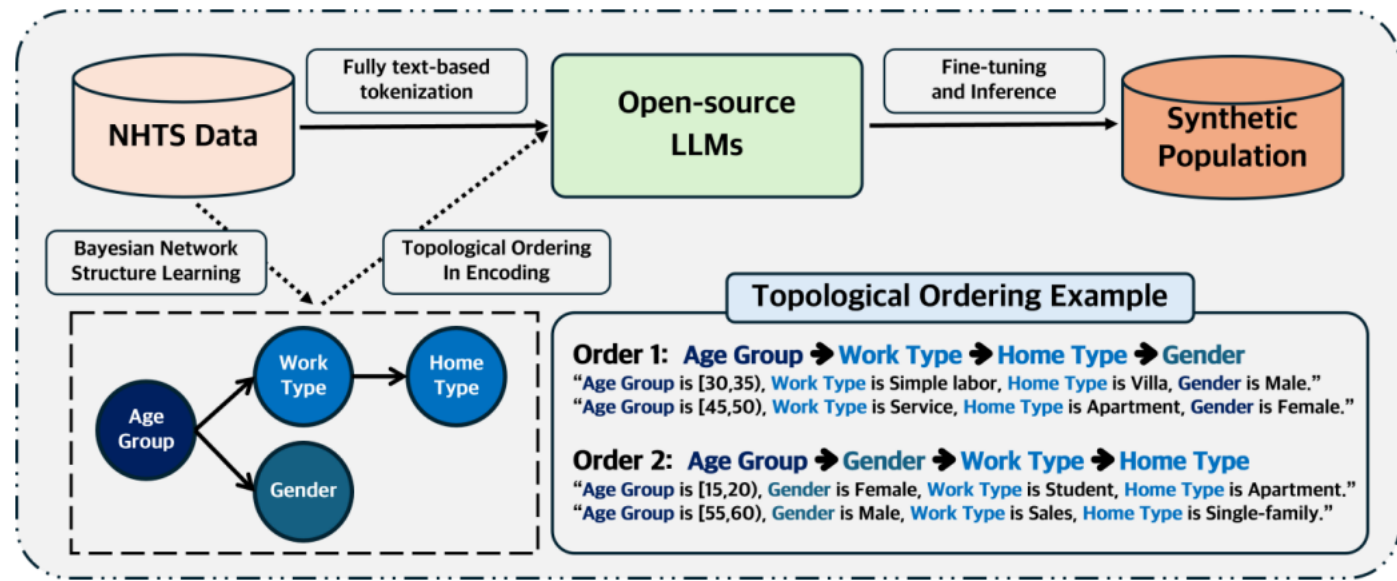 NHTS Data
Fully text-based
tokenization
Open-source
LLMs
Fine-tuning
and Inference
Synthetic
Population
Bayesian Network
Structure Learning
Topological Ordering
In Encoding
Age
Group
Work
Type
Home
Type
Gender
Topological Ordering Example
Order 1: Age Group ➔ Work Type ➔ Home Type ➔ Gender
“Age Group is [30,35), Work Type is Simple labor, Home Type is Villa, Gender is Male.”
“Age Group is [45,50), Work Type is Service, Home Type is Apartment, Gender is Female.”
Order 2: Age Group ➔ Gender ➔ Work Type ➔ Home Type
“Age Group is [15,20), Gender is Female, Work Type is Student, Home Type is Apartment.”
“Age Group is [55,60), Gender is Male, Work Type is Sales, Home Type is Single-family.”